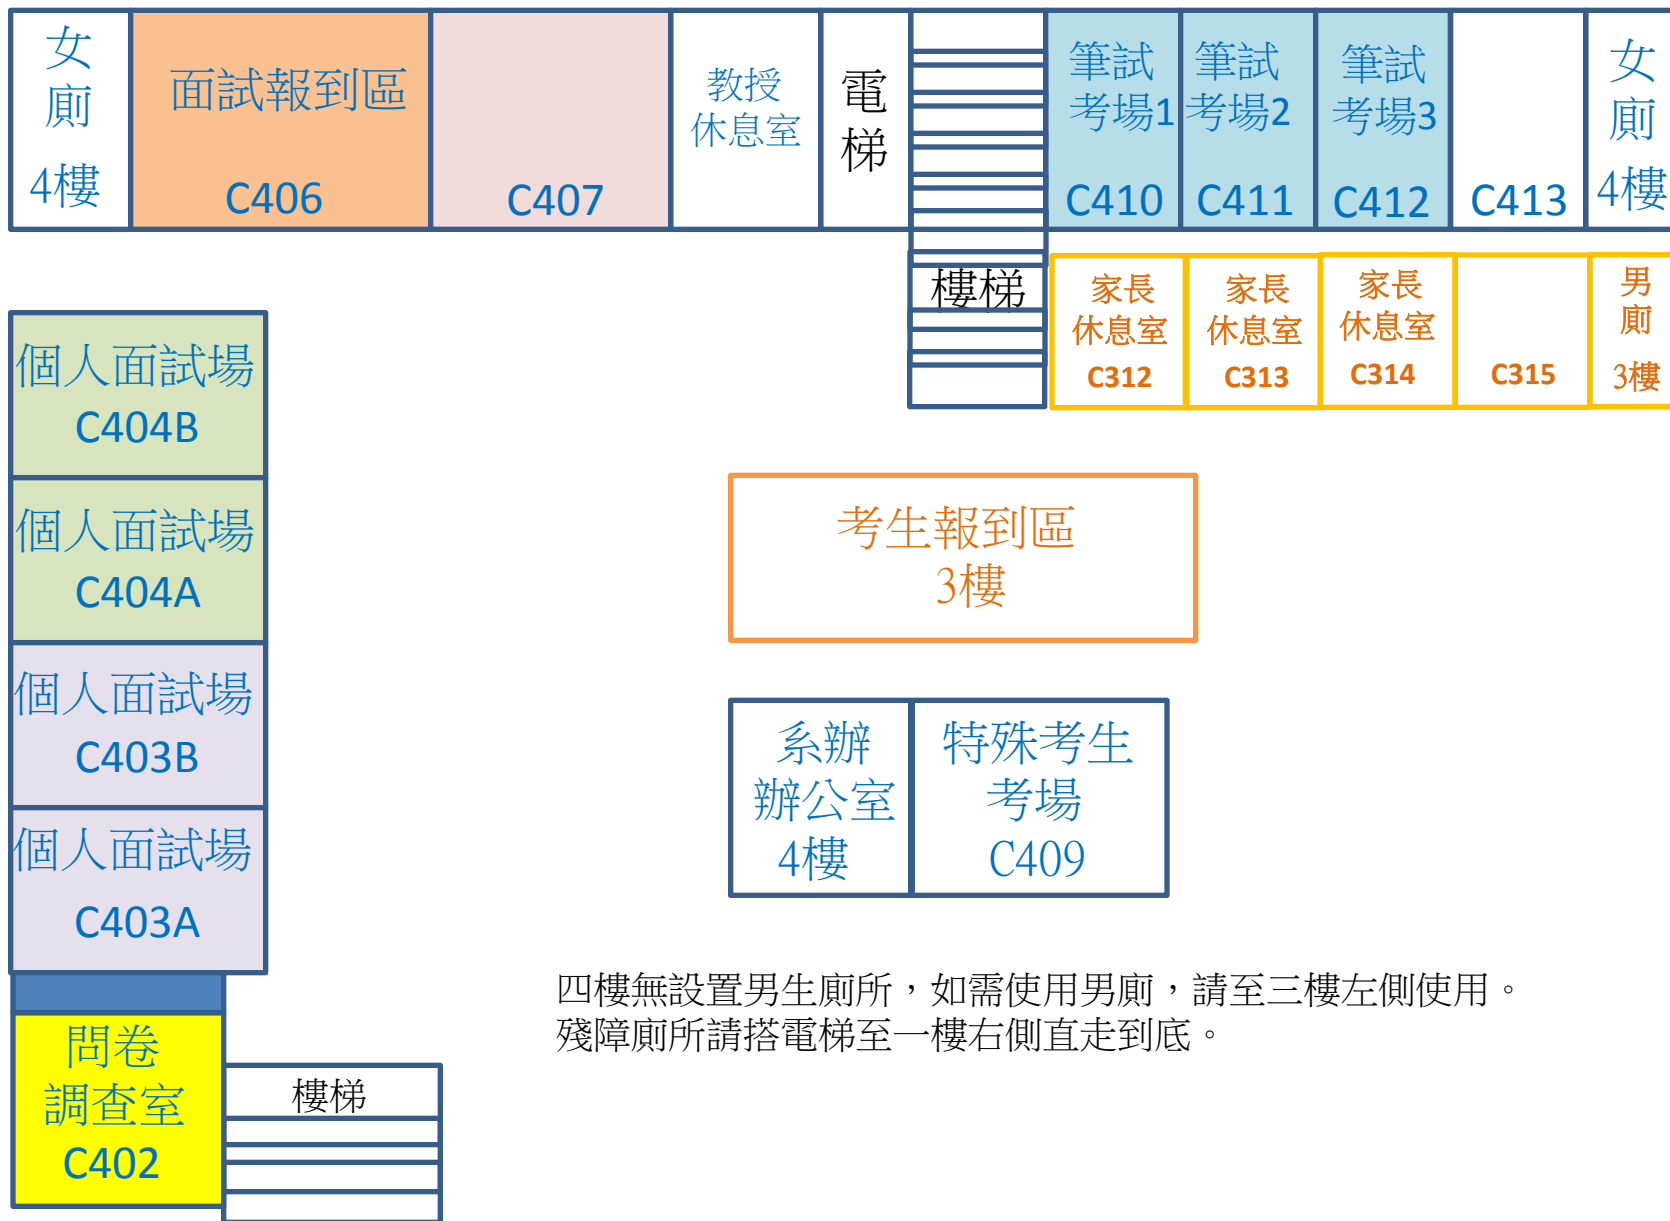 女
廁
4樓
面試報到區
C406
C407
教授
休息室
電
梯
筆試
考場1
C410
筆試
考場2
C411
筆試
考場3
C412
C413
女
廁
4樓
樓梯
家長
休息室
C312
家長
休息室
C313
家長
休息室
C314
C315
男
廁
3樓
個人面試場
C404B
個人面試場
C404A
個人面試場
C403B
個人面試場
C403A
問卷
調查室
C402
樓梯
考生報到區
3樓
系辦
辦公室
4樓
特殊考生
考場
C409
四樓無設置男生廁所，如需使用男廁，請至三樓左側使用。
殘障廁所請搭電梯至一樓右側直走到底。